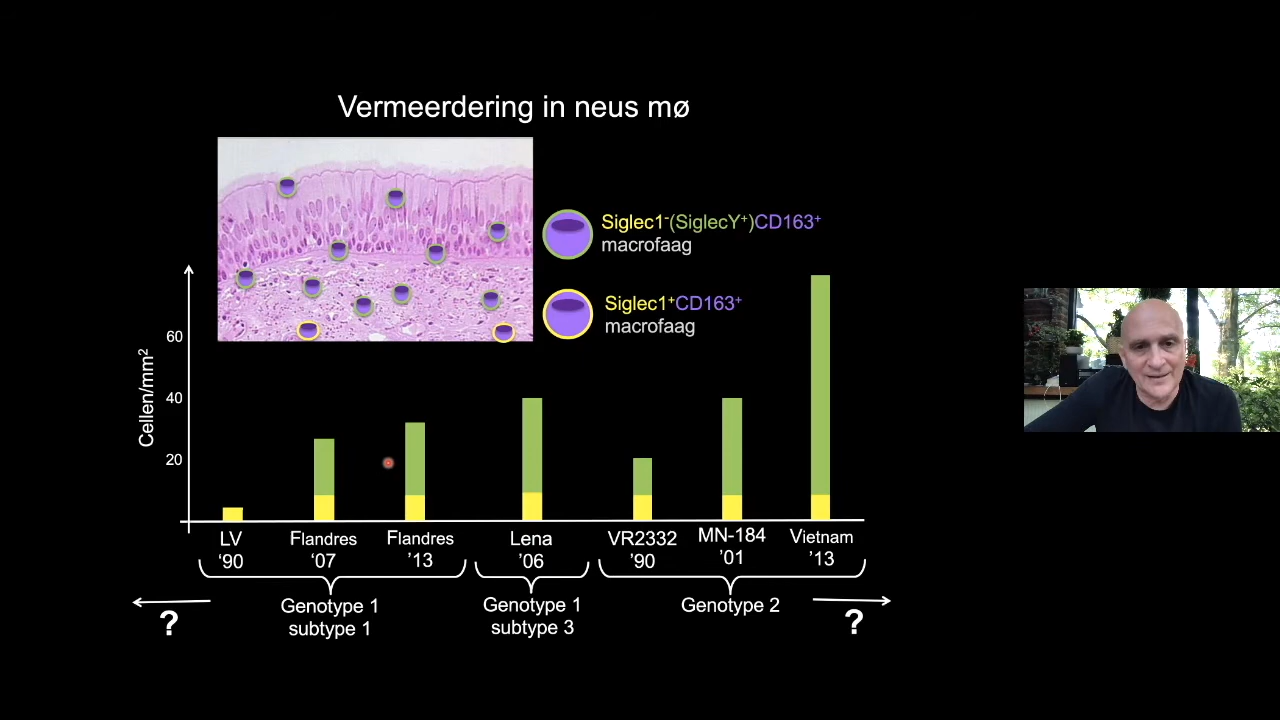 Vermeerdering in neus mø
Siglec1⁻(SiglecY⁺)CD163⁺
macrofaag
Siglec1⁺CD163⁺
macrofaag
Cellen/mm²
60
40
20
LV
‘90
Flandres
‘07
Flandres
’13
Lena
’06
VR2332
’90
MN-184
’01
Vietnam
’13
?
Genotype 1
subtype 1
Genotype 1
subtype 3
Genotype 2
?